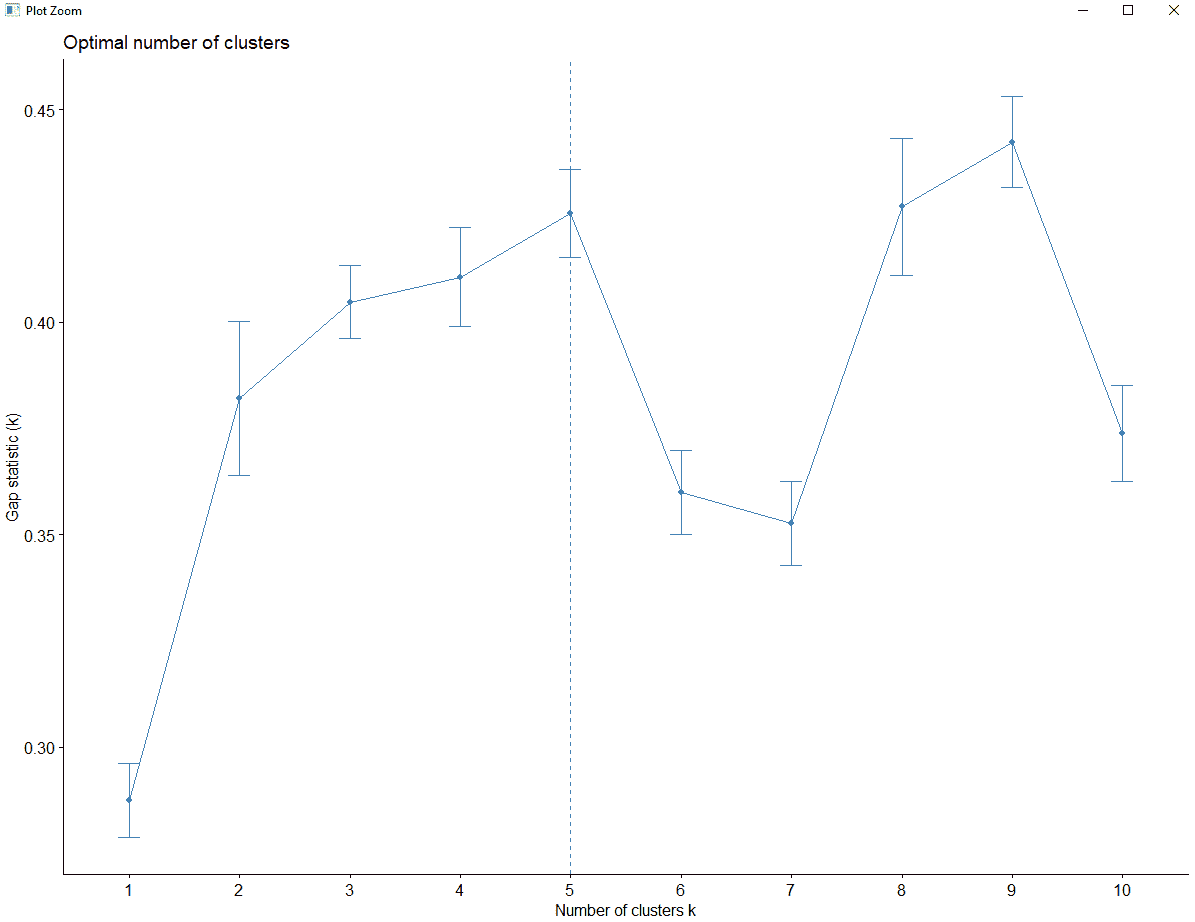 Plot Zoom
Optimal number of clusters
0.45
0.40
0.35
0.30
Gap statistic (k)
1 2 3 4 5 6 7 8 9 10
Number of clusters k